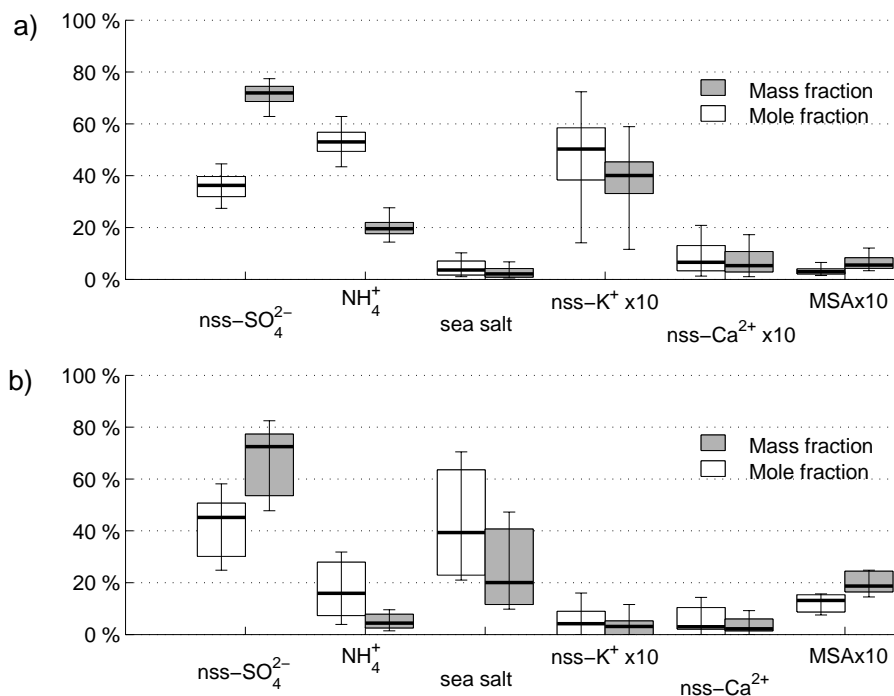 a)
100 %
80 %
60 %
40 %
20 %
0 %
Mass fraction
Mole fraction
nss−SO₄²⁻
NH₄⁺
sea salt
nss−K⁺ x10
nss−Ca²⁺ x10
MSAx10
b)
100 %
80 %
60 %
40 %
20 %
0 %
Mass fraction
Mole fraction
nss−SO₄²⁻
NH₄⁺
sea salt
nss−K⁺ x10
nss−Ca²⁺
MSAx10